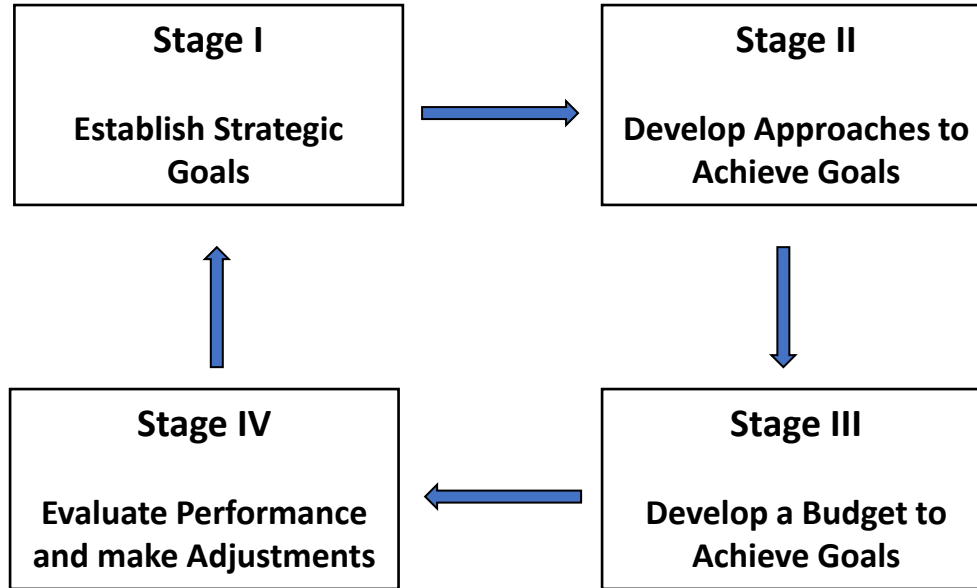 Stage I
Establish Strategic
Goals
Stage II
Develop Approaches to
Achieve Goals
Stage III
Develop a Budget to
Achieve Goals
Stage IV
Evaluate Performance
and make Adjustments